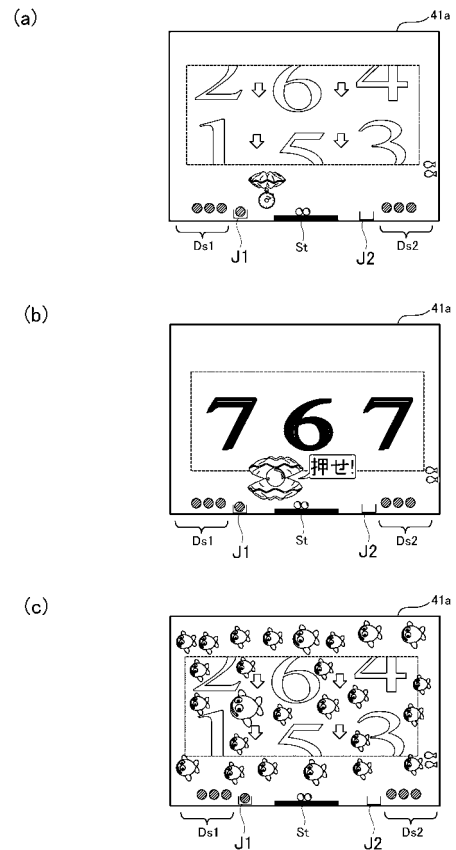 (a)
41a
2 6 4
1 5 3
Ds1 J1 St J2 Ds2
(b)
41a
7 6 7
押せ!
Ds1 J1 St J2 Ds2
(c)
41a
2 6 4
1 5 3
Ds1 J1 St J2 Ds2